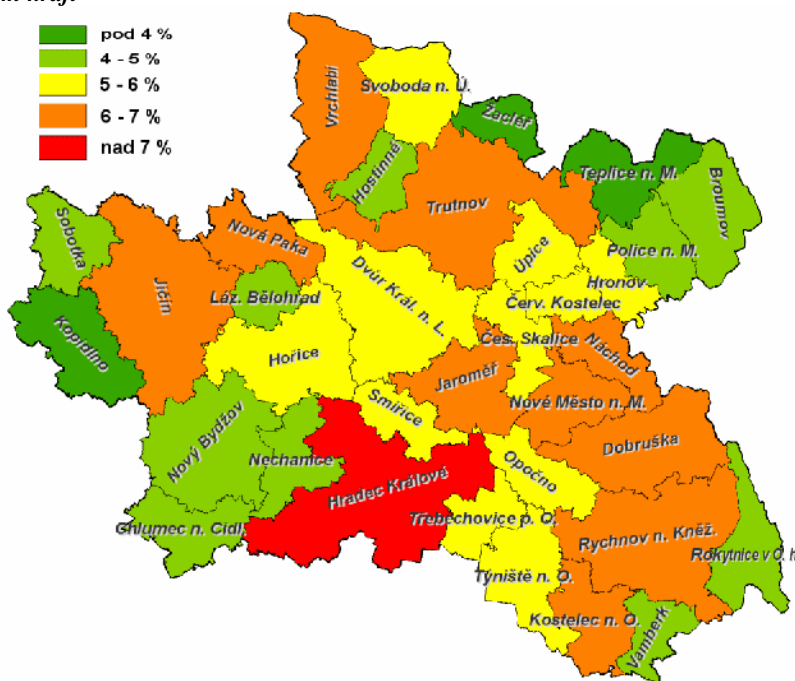 pod 4 %
4 - 5 %
5 - 6 %
6 - 7 %
nad 7 %
Vrchlabí
Svoboda n. Ú.
Žacléř
Hostinné
Teplice n. M.
Broumov
Trutnov
Sobotka
Nová Paka
Úpice
Police n. M.
Hronov
Jičín
Láz. Bělohrad
Dvůr Král. n. L.
Červ. Kostelec
Kopidlno
Hořice
Čes. Skalice
Náchod
Jaroměř
Smiřice
Nové Město n. M.
Nový Bydžov
Nechanice
Dobruška
Opočno
Hradec Králové
Třebechovice p. O.
Chlumec n. Cidl.
Rychnov n. Kněž.
Rokytnice v O. h
Týniště n. O.
Kostelec n. O.
Vamberk